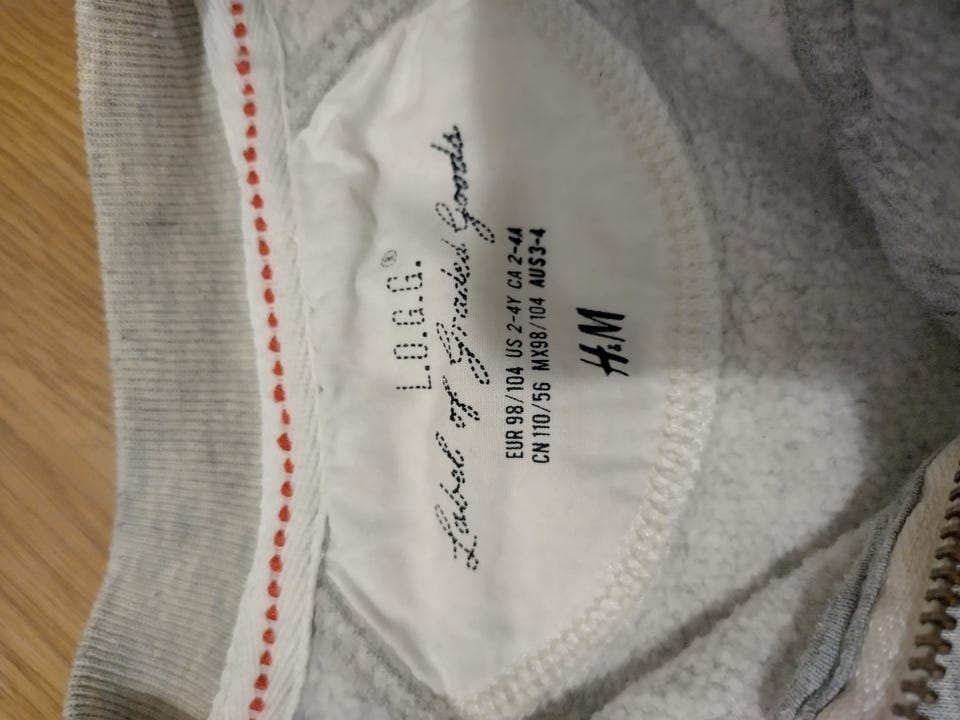 L.O.G.G.®
Label of Graded Goods
EUR 98/104 US 2-4Y CA 2-4A
CN 110/56 MX98/104 AUS3-4
H&M